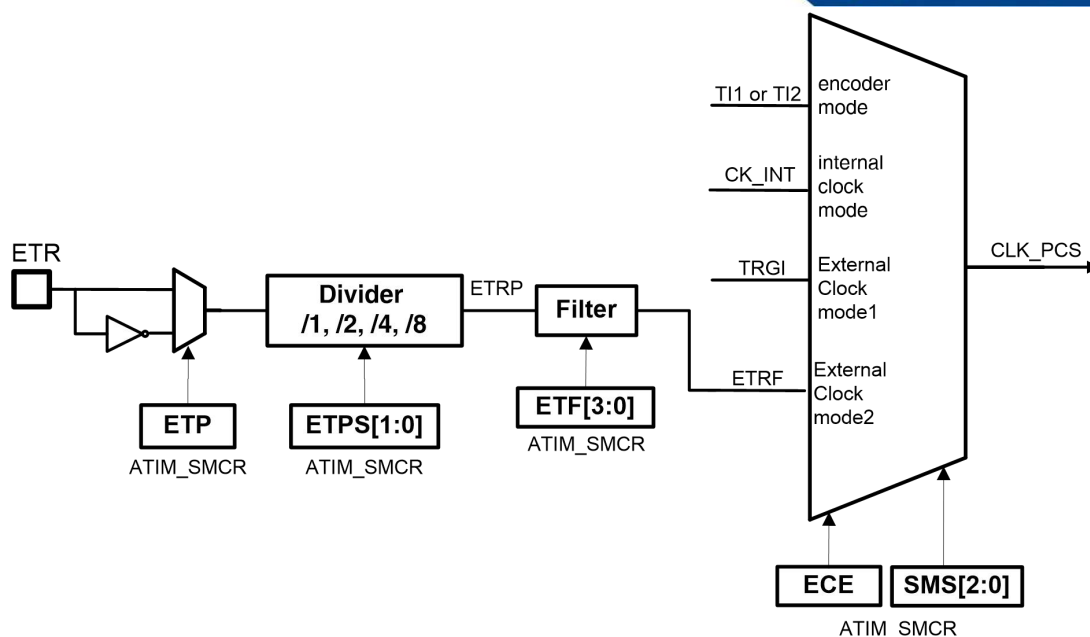 ETR
ETP
ATIM_SMCR
Divider
/1, /2, /4, /8
ETPS[1:0]
ATIM_SMCR
ETRP
Filter
ETF[3:0]
ATIM_SMCR
TI1 or TI2
encoder
mode
CK_INT
internal
clock
mode
TRGI
External
Clock
mode1
ETRF
External
Clock
mode2
CLK_PCS
ECE
SMS[2:0]
ATIM SMCR